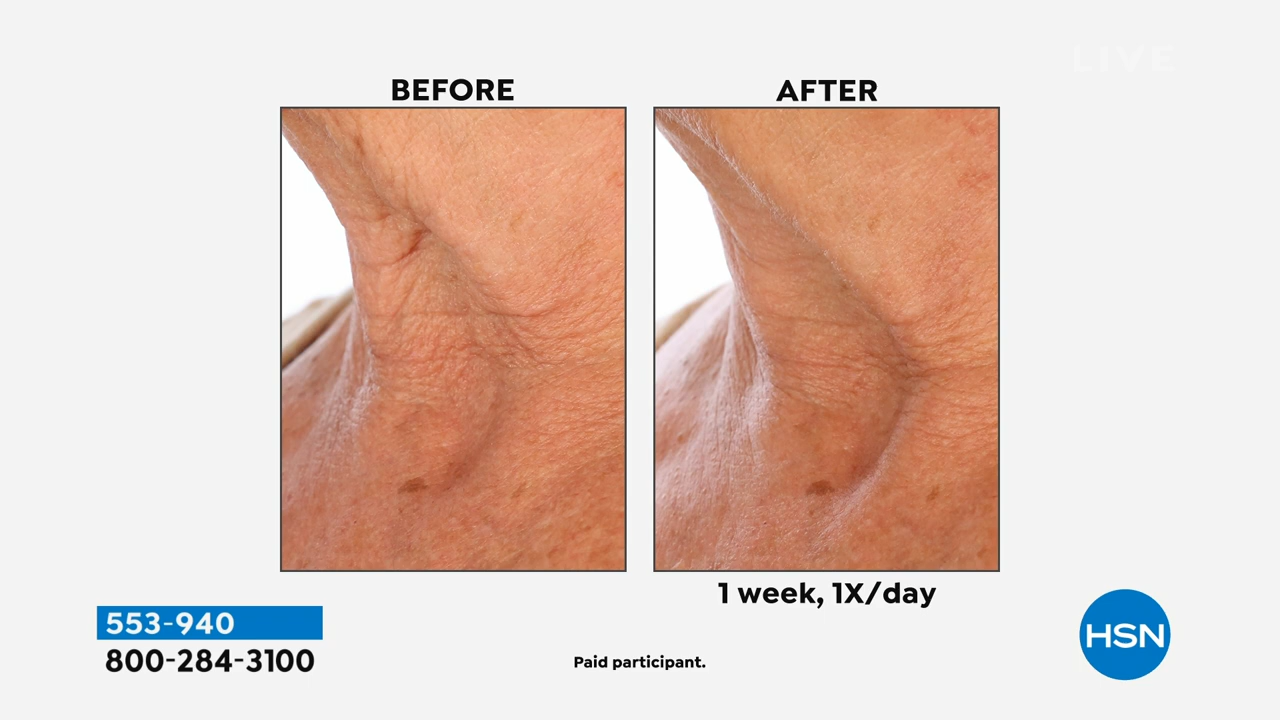 LIVE
BEFORE
AFTER
1 week, 1X/day
553-940
800-284-3100
Paid participant.
HSN